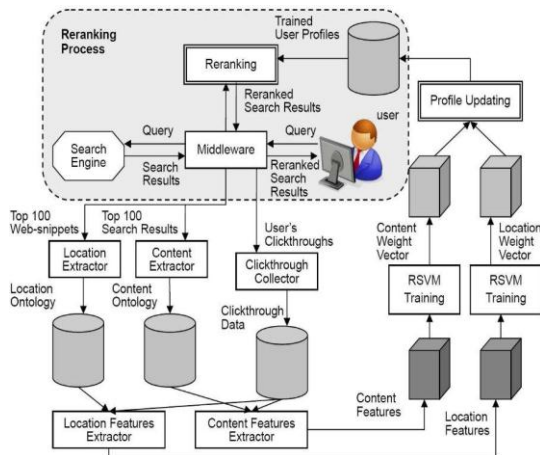 Reranking
Process
Trained
User Profiles
Reranking
Reranked
Search Results
user
Profile Updating
Search
Engine
Query
Search
Results
Middleware
Query
Reranked
Search
Results
Top 100
Web-snippets
Top 100
Search Results
User's
Clickthroughs
Content
Weight
Vector
Location
Weight
Vector
Location
Extractor
Content
Extractor
Clickthrough
Collector
RSVM
Training
RSVM
Training
Location
Ontology
Content
Ontology
Clickthrough
Data
Content
Features
Location
Features
Location Features
Extractor
Content Features
Extractor